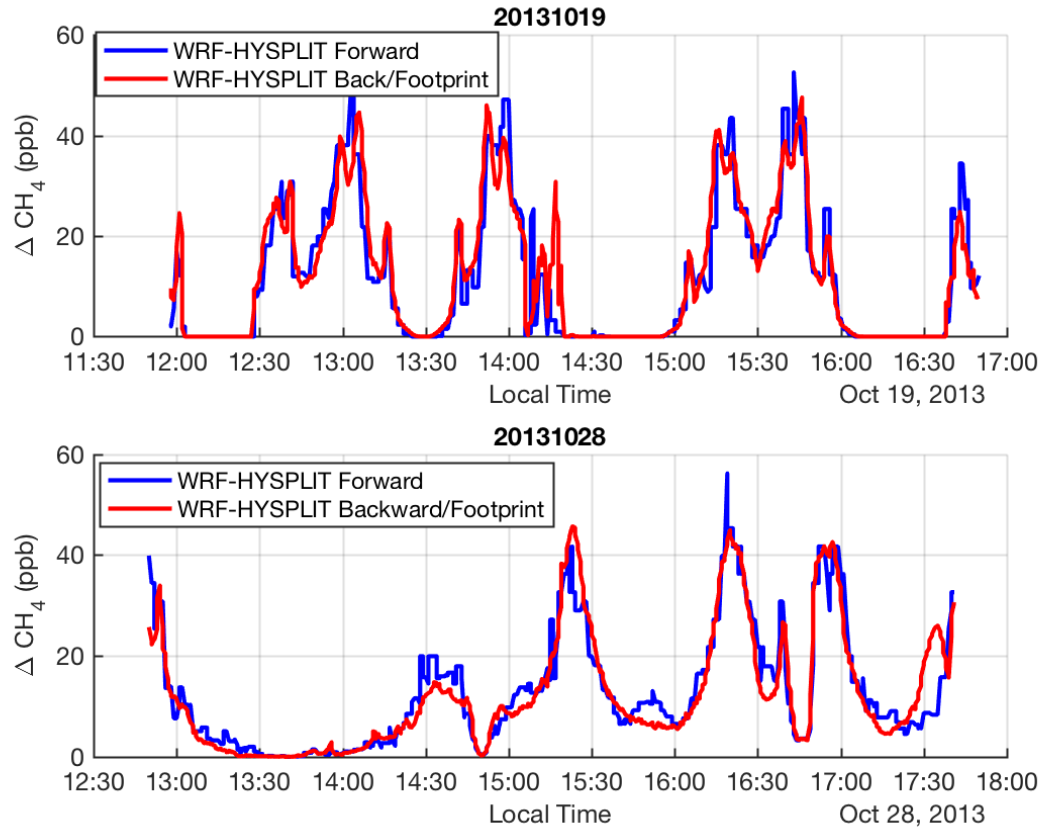 20131019
60
WRF-HYSPLIT Forward
WRF-HYSPLIT Back/Footprint
40
Δ CH₄ (ppb)
20
0
11:30 12:00 12:30 13:00 13:30 14:00 14:30 15:00 15:30 16:00 16:30 17:00
Local Time Oct 19, 2013
20131028
60
WRF-HYSPLIT Forward
WRF-HYSPLIT Backward/Footprint
40
Δ CH₄ (ppb)
20
0
12:30 13:00 13:30 14:00 14:30 15:00 15:30 16:00 16:30 17:00 17:30 18:00
Local Time Oct 28, 2013